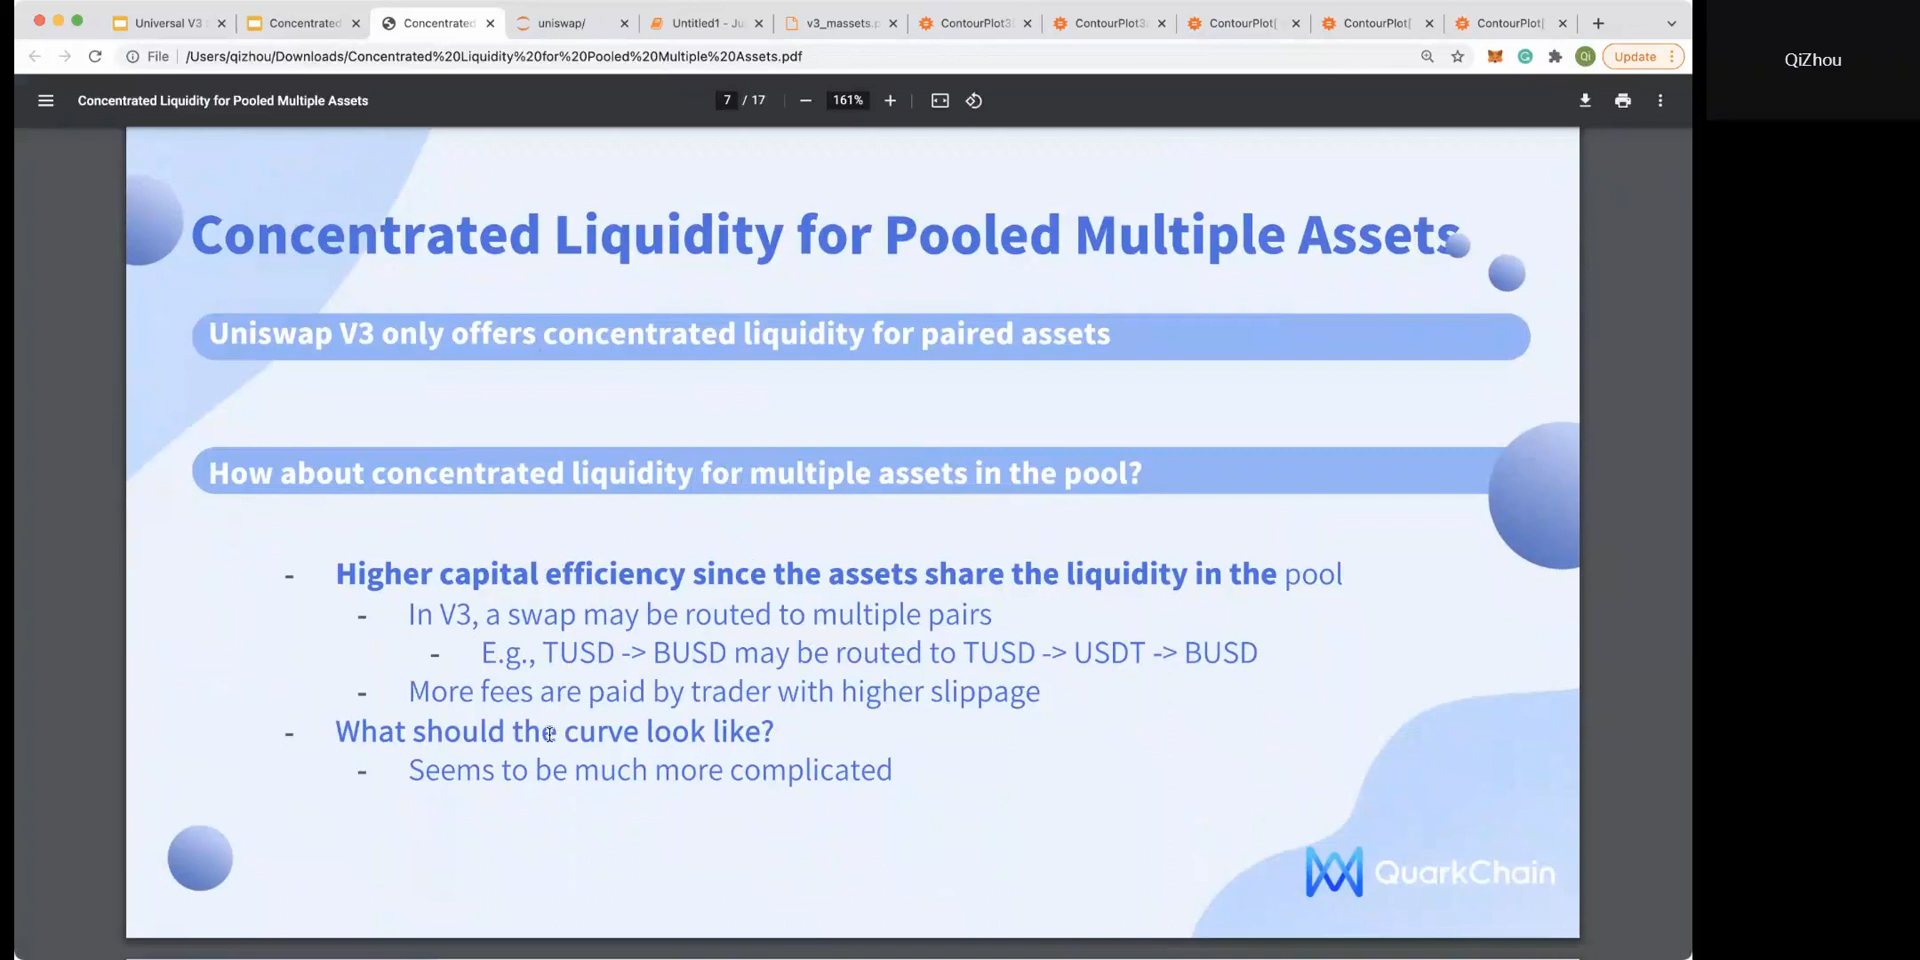 Universal V3
Concentrated
Concentrated
uniswap/
Untitled1 - Ju
v3_massets.p
ContourPlot3
ContourPlot3
ContourPlot[
ContourPlot[
ContourPlot[
File
/Users/qizhou/Downloads/Concentrated%20Liquidity%20for%20Pooled%20Multiple%20Assets.pdf
Qi
Update
QiZhou
Concentrated Liquidity for Pooled Multiple Assets
7 / 17
161%
Concentrated Liquidity for Pooled Multiple Assets
Uniswap V3 only offers concentrated liquidity for paired assets
How about concentrated liquidity for multiple assets in the pool?
- Higher capital efficiency since the assets share the liquidity in the pool
- In V3, a swap may be routed to multiple pairs
- E.g., TUSD -> BUSD may be routed to TUSD -> USDT -> BUSD
- More fees are paid by trader with higher slippage
- What should the curve look like?
- Seems to be much more complicated
QuarkChain